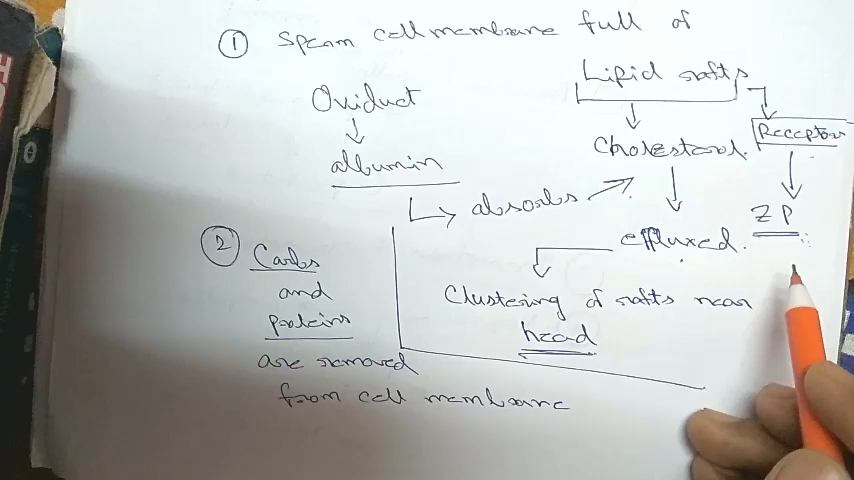 ① Sperm cell membrane full of
Lipid rafts
Oviduct
Receptor
Cholesterol.
albumin
absorbs
ZP
② Carbs
effluxed.
and
Clustering of rafts near
proteins
head
are removed
from cell membrane